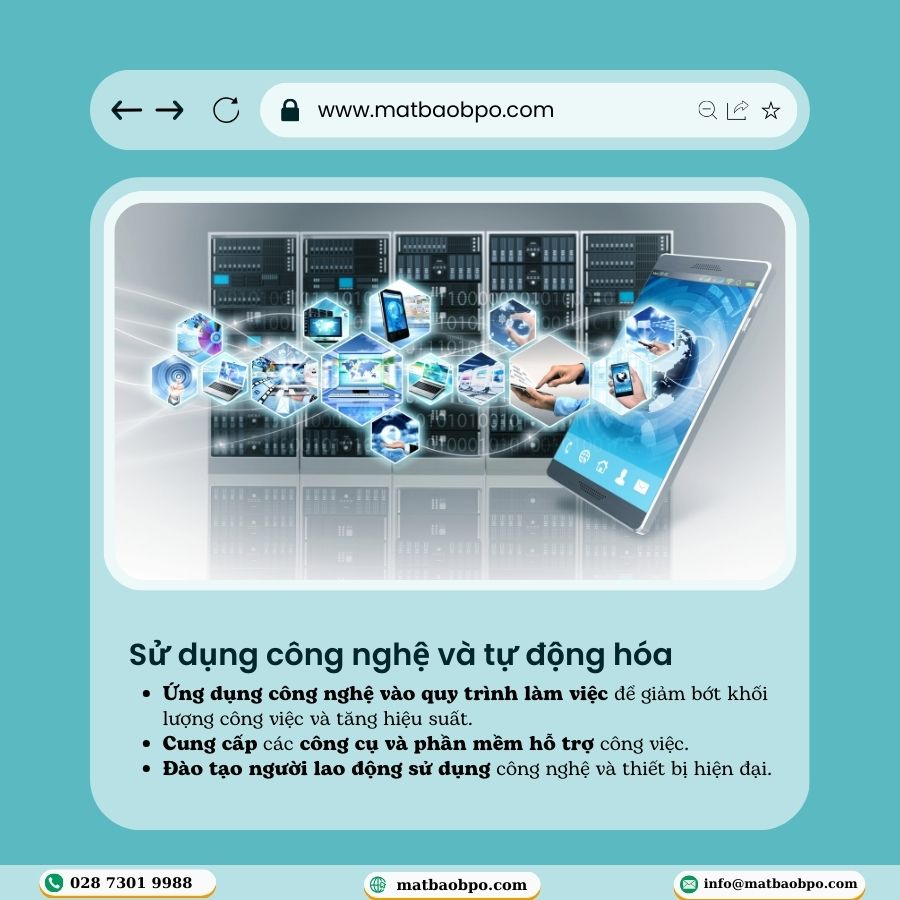 www.matbaobpo.com
Sử dụng công nghệ và tự động hóa
• Ứng dụng công nghệ vào quy trình làm việc để giảm bớt khối
lượng công việc và tăng hiệu suất.
• Cung cấp các công cụ và phần mềm hỗ trợ công việc.
• Đào tạo người lao động sử dụng công nghệ và thiết bị hiện đại.
028 7301 9988
matbaobpo.com
info@matbaobpo.com